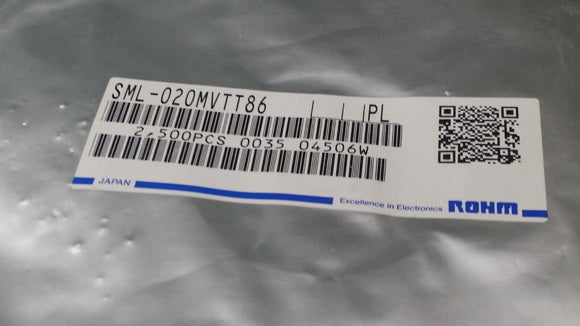 SML-020MVTT86 | | |PL
2,500PCS 0035 04506W
JAPAN
Excellence in Electronics ROHM